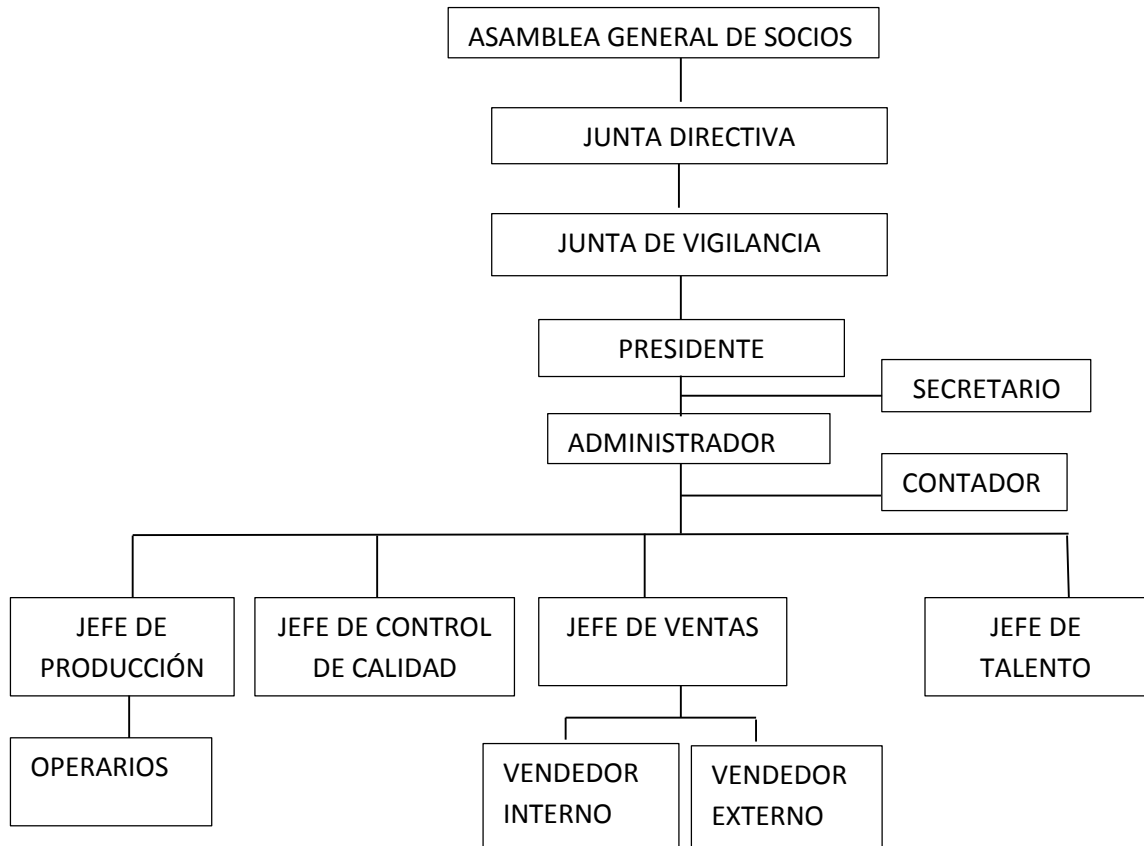 ASAMBLEA GENERAL DE SOCIOS
JUNTA DIRECTIVA
JUNTA DE VIGILANCIA
PRESIDENTE
SECRETARIO
ADMINISTRADOR
CONTADOR
JEFE DE
PRODUCCIÓN
JEFE DE CONTROL
DE CALIDAD
JEFE DE VENTAS
JEFE DE
TALENTO
OPERARIOS
VENDEDOR
INTERNO
VENDEDOR
EXTERNO